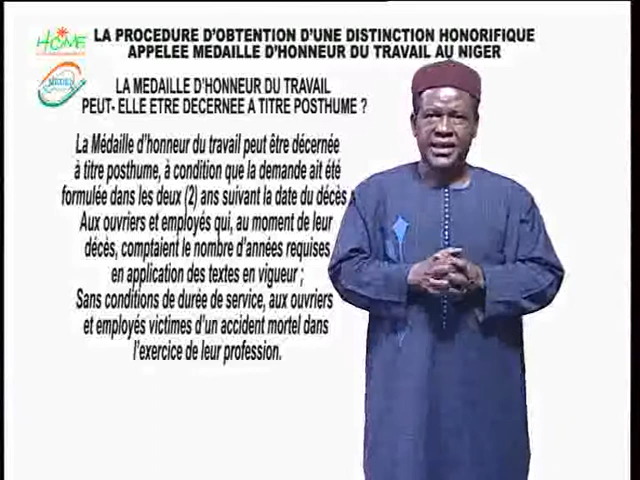 HOME
MEDEL
LA PROCEDURE D'OBTENTION D'UNE DISTINCTION HONORIFIQUE
APPELEE MEDAILLE D'HONNEUR DU TRAVAIL AU NIGER
LA MEDAILLE D'HONNEUR DU TRAVAIL
PEUT- ELLE ETRE DECERNEE A TITRE POSTHUME ?
La Médaille d'honneur du travail peut être décernée
à titre posthume, à condition que la demande ait été
formulée dans les deux (2) ans suivant la date du décès
Aux ouvriers et employés qui, au moment de leur
décès, comptaient le nombre d'années requises
en application des textes en vigueur ;
Sans conditions de durée de service, aux ouvriers
et employés victimes d'un accident mortel dans
l'exercice de leur profession.